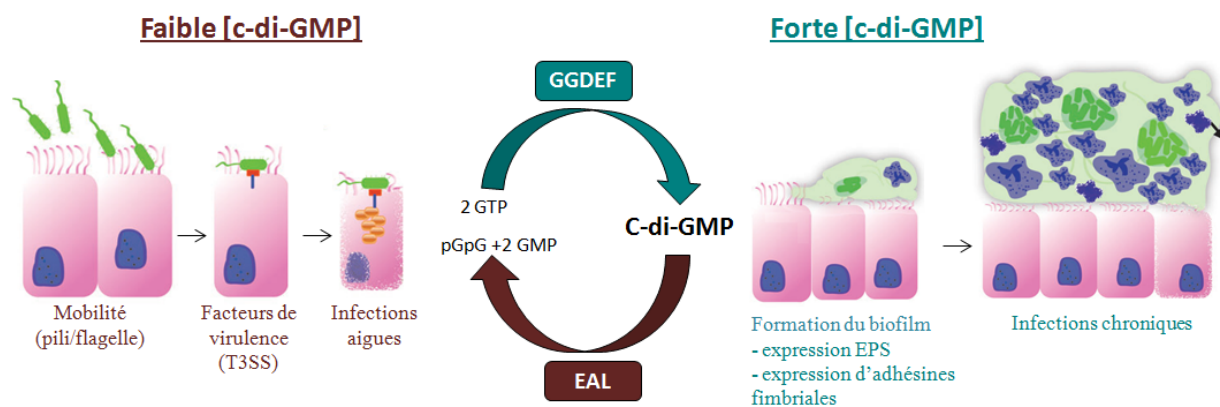 Faible [c-di-GMP]
Forte [c-di-GMP]
GGDEF
2 GTP
pGpG +2 GMP
C-di-GMP
EAL
Mobilité
(pili/flagelle)
Facteurs de
virulence
(T3SS)
Infections
aigues
Formation du biofilm
- expression EPS
- expression d'adhésines
fimbriales
Infections chroniques